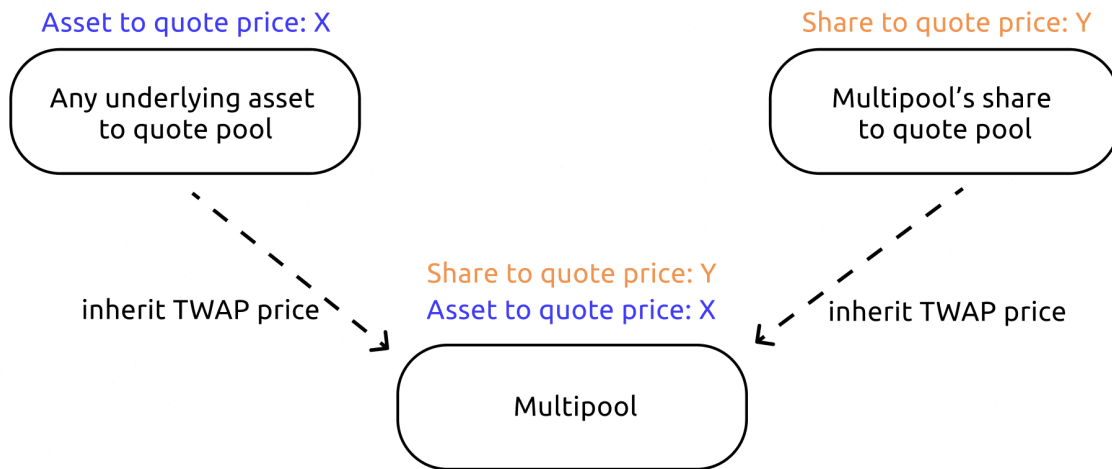 Asset to quote price: X
Share to quote price: Y
Any underlying asset
to quote pool
Multipool’s share
to quote pool
Share to quote price: Y
Asset to quote price: X
inherit TWAP price
inherit TWAP price
Multipool